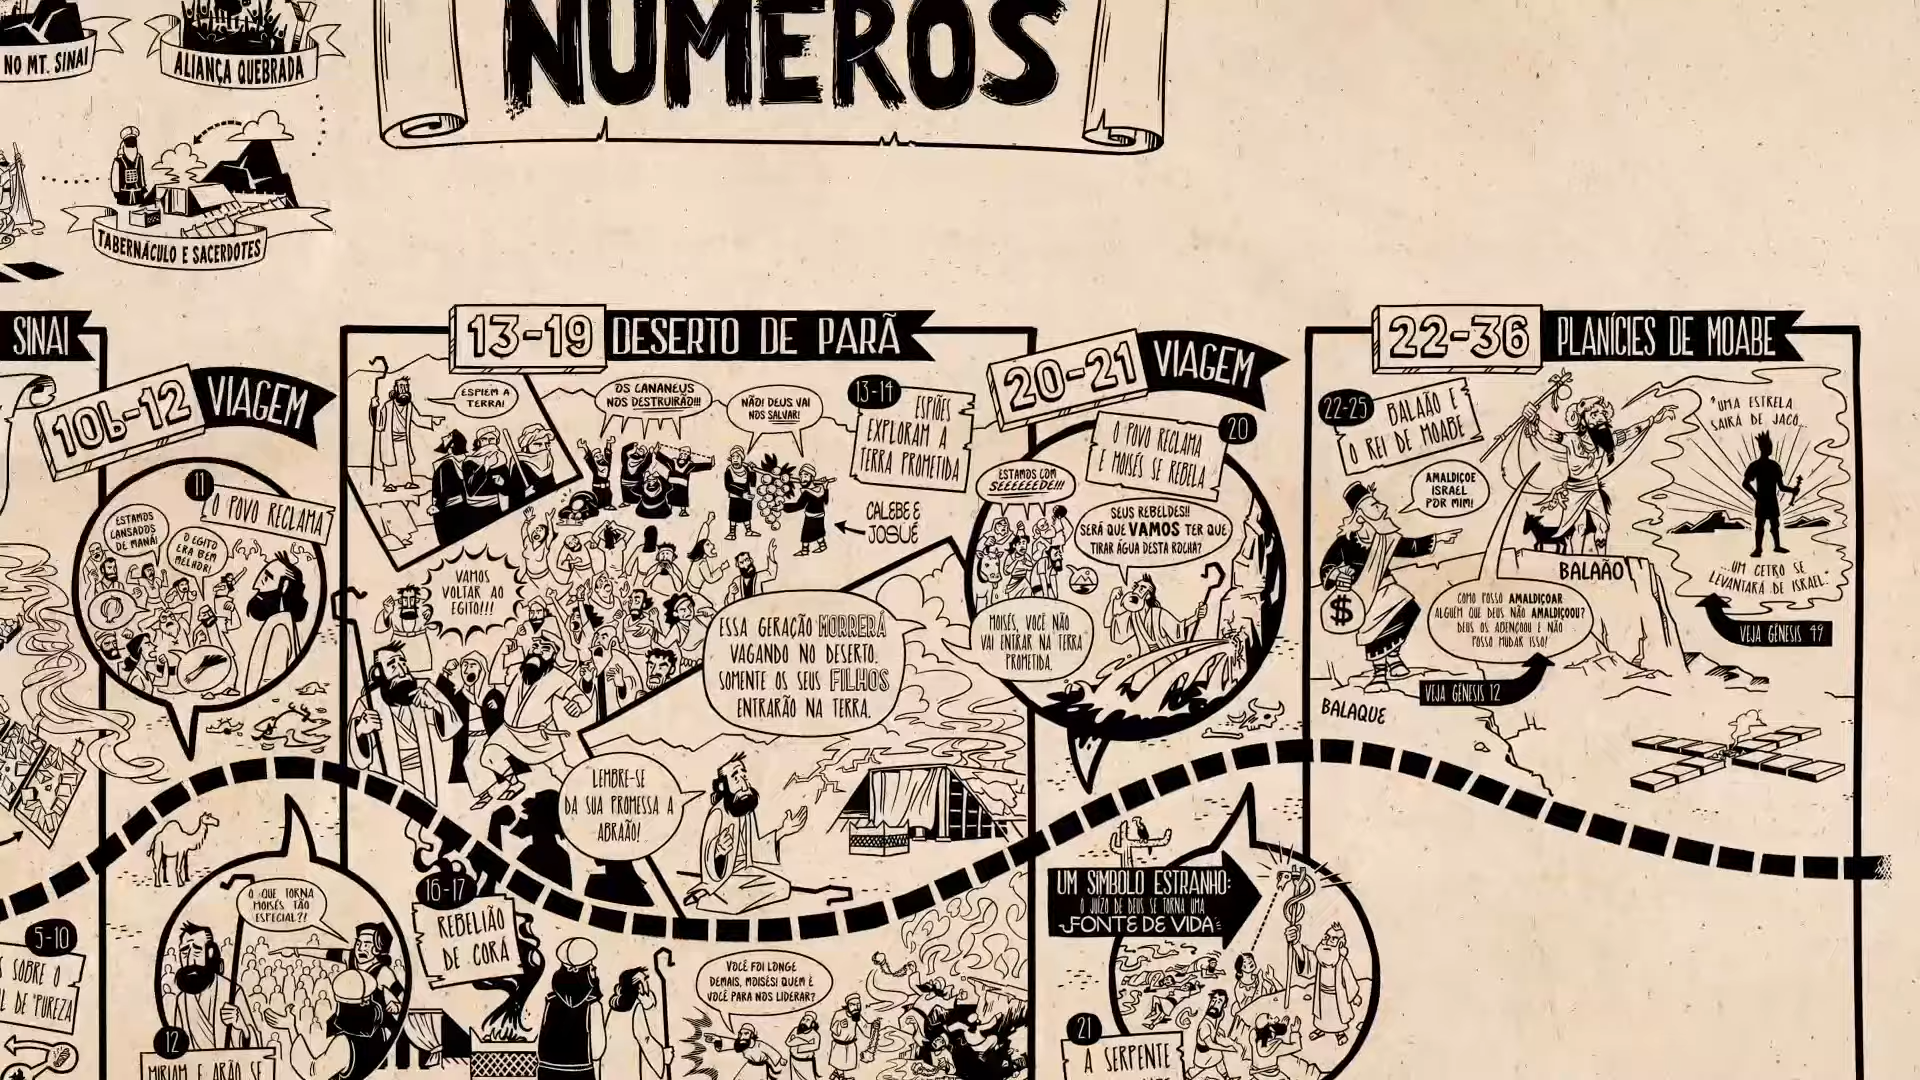 NÚMEROS
NO MT. SINAI
ALIANÇA QUEBRADA
TABERNÁCULO E SACERDOTES
SINAI
10b-12 VIAGEM
11
O POVO RECLAMA
ESTAMOS
CANSADOS
DE MANÁ!
O EGITO
ERA BEM
MELHOR!
13-19 DESERTO DE PARÃ
ESPIEM A
TERRA!
OS CANANEUS
NOS DESTRUIRÃO!!!
NÃO! DEUS VAI
NOS SALVAR!
13-14
ESPIÕES
EXPLORAM A
TERRA PROMETIDA
CALEBE E
JOSUÉ
VAMOS
VOLTAR AO
EGITO!!!
ESSA GERAÇÃO MORRERÁ
VAGANDO NO DESERTO.
SOMENTE OS SEUS FILHOS
ENTRARÃO NA TERRA.
LEMBRE-SE
DA SUA PROMESSA A
ABRAÃO!
20-21 VIAGEM
20
O POVO RECLAMA
E MOISÉS SE REBELA
ESTAMOS COM
SEEEEEEDE!!!
SEUS REBELDES!!
SERÁ QUE VAMOS TER QUE
TIRAR ÁGUA DESTA ROCHA?
MOISÉS, VOCÊ NÃO
VAI ENTRAR NA TERRA
PROMETIDA.
22-36 PLANÍCIES DE MOABE
22-25
BALAÃO E
O REI DE MOABE
AMALDIÇOE
ISRAEL
POR MIM!
"UMA ESTRELA
SAIRÁ DE JACÓ...
...UM CETRO SE
LEVANTARÁ DE ISRAEL."
VEJA GÊNESIS 49
BALAÃO
COMO POSSO AMALDIÇOAR
ALGUÉM QUE DEUS NÃO AMALDIÇOOU?
DEUS OS ABENÇOOU E NÃO
POSSO MUDAR ISSO!
VEJA GÊNESIS 12
$
BALAQUE
5-10
SOBRE O
DE PUREZA
O QUE TORNA
MOISÉS TÃO
ESPECIAL?!
12
MIRIAM E ARÃO SE
16-17
REBELIÃO
DE CORÁ
VOCÊ FOI LONGE
DEMAIS, MOISÉS! QUEM É
VOCÊ PARA NOS LIDERAR?
UM SÍMBOLO ESTRANHO:
O JUÍZO DE DEUS SE TORNA UMA
FONTE DE VIDA
21
A SERPENTE